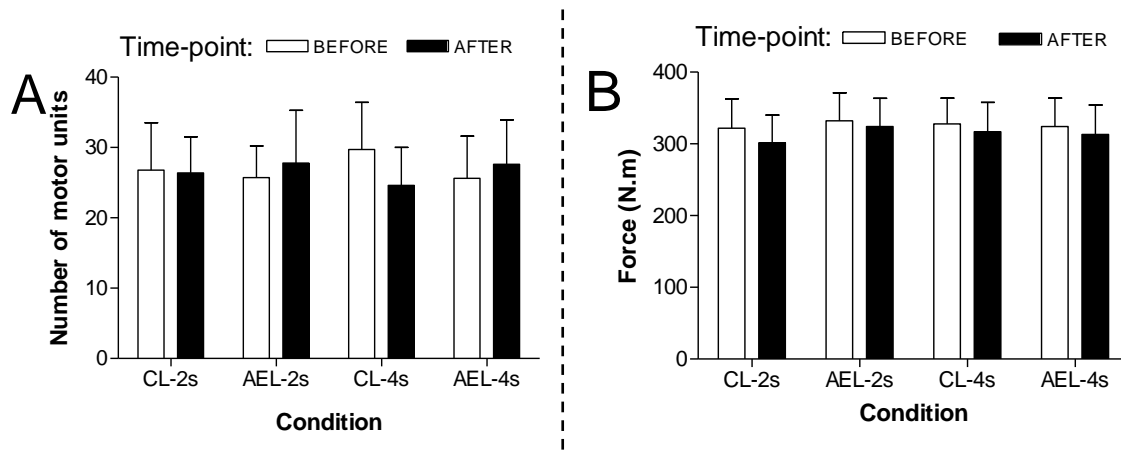 A
Time-point: BEFORE AFTER
Number of motor units
40
30
20
10
0
CL-2s AEL-2s CL-4s AEL-4s
Condition
B
Time-point: BEFORE AFTER
Force (N.m)
400
300
200
100
0
CL-2s AEL-2s CL-4s AEL-4s
Condition